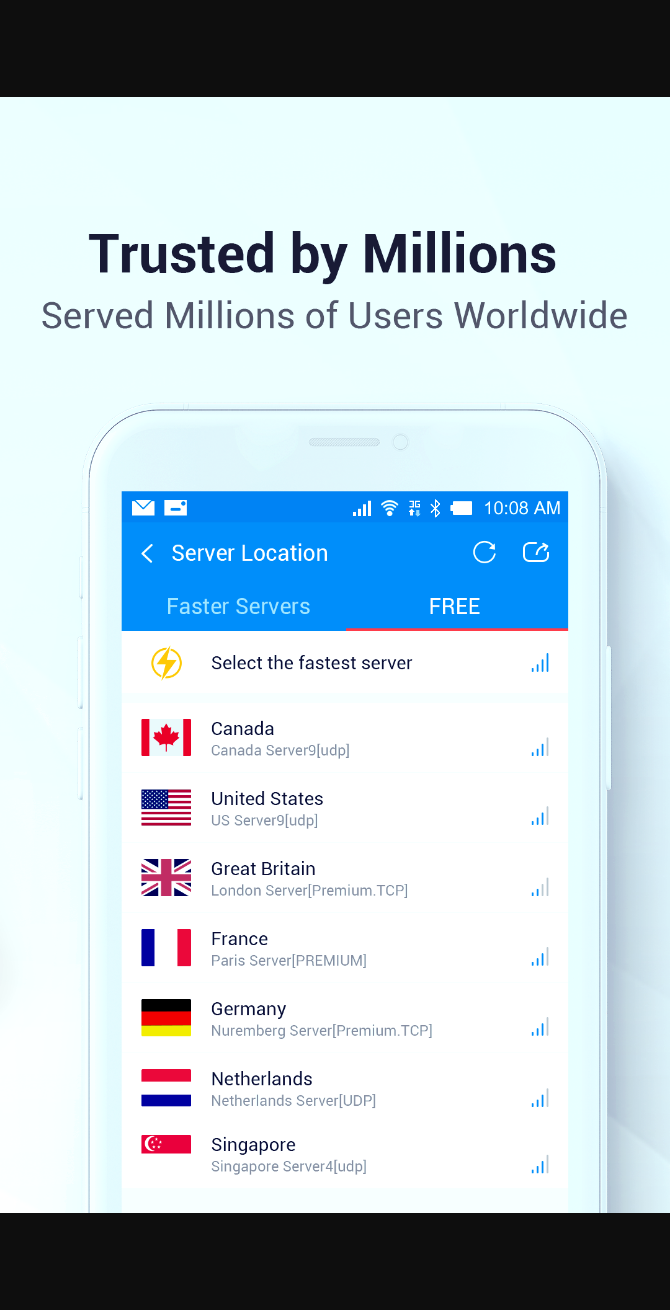 Trusted by Millions
Served Millions of Users Worldwide
3G
10:08 AM
Server Location
Faster Servers
FREE
Select the fastest server
Canada
Canada Server9[udp]
United States
US Server9[udp]
Great Britain
London Server[Premium.TCP]
France
Paris Server[PREMIUM]
Germany
Nuremberg Server[Premium.TCP]
Netherlands
Netherlands Server[UDP]
Singapore
Singapore Server4[udp]